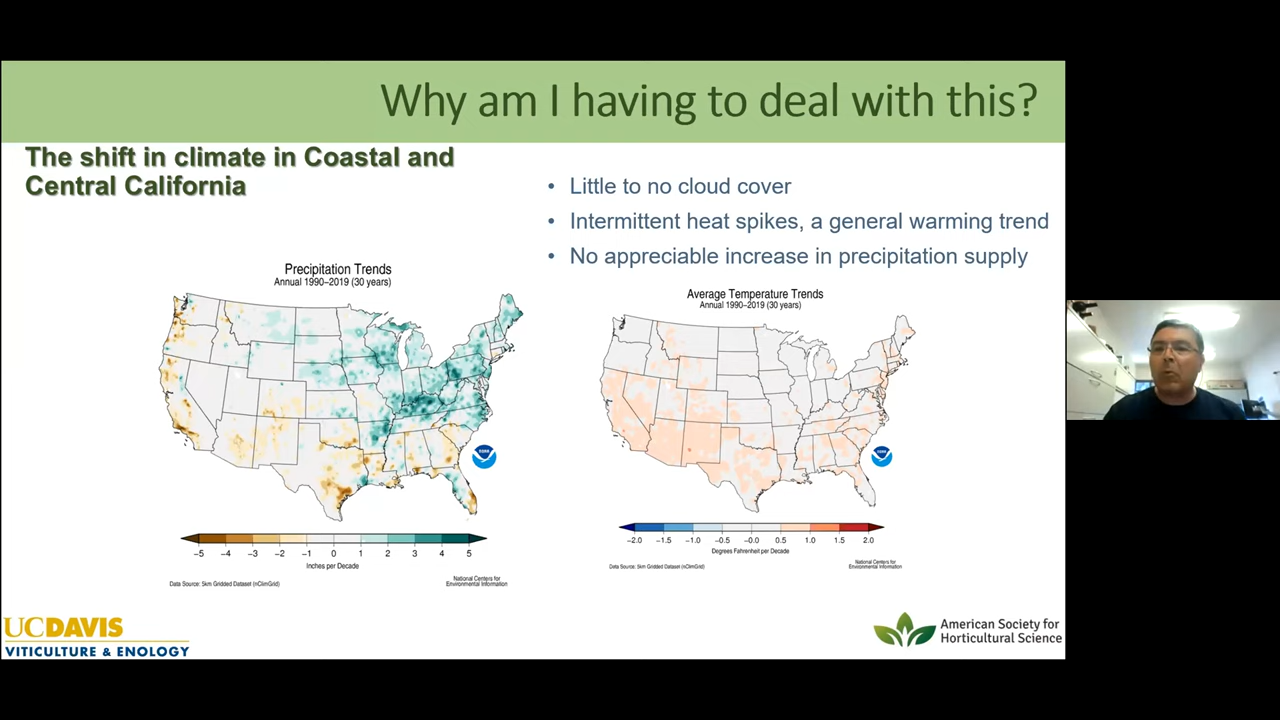 Why am I having to deal with this?
The shift in climate in Coastal and
Central California
• Little to no cloud cover
• Intermittent heat spikes, a general warming trend
• No appreciable increase in precipitation supply
Precipitation Trends
Annual 1990–2019 (30 years)
−5 −4 −3 −2 −1 0 1 2 3 4 5
Inches per Decade
Data Source: 5km Gridded Dataset (nClimGrid)
National Centers for
Environmental Information
Average Temperature Trends
Annual 1990–2019 (30 years)
−2.0 −1.5 −1.0 −0.5 −0.0 0.5 1.0 1.5 2.0
Degrees Fahrenheit per Decade
Data Source: 5km Gridded Dataset (nClimGrid)
National Centers for
Environmental Information
UCDAVIS
VITICULTURE & ENOLOGY
American Society for
Horticultural Science